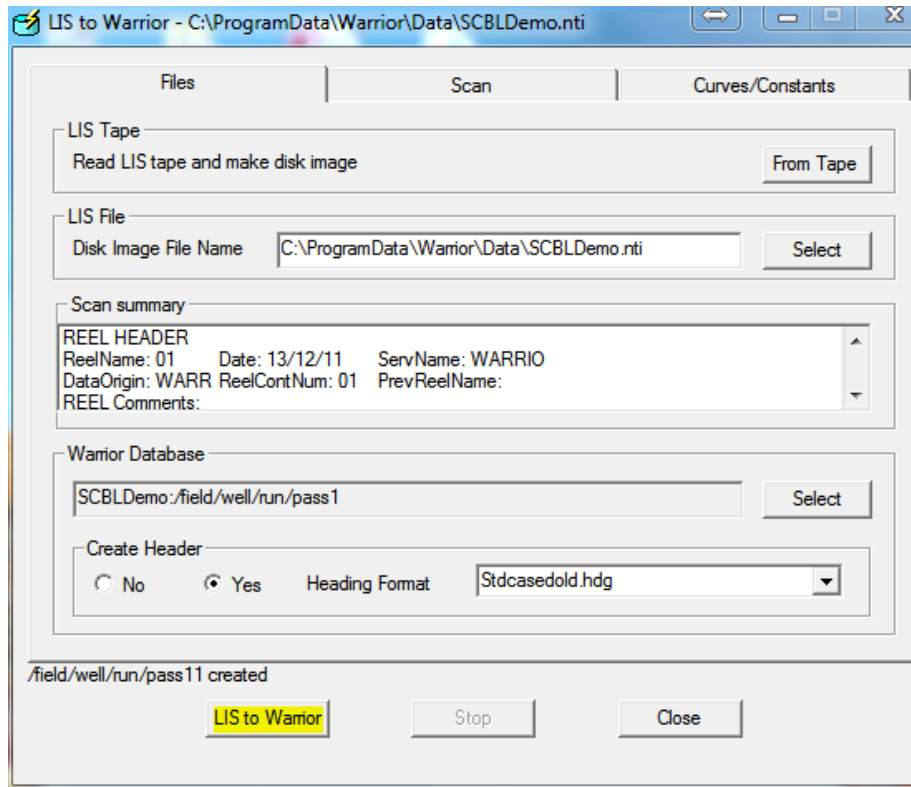 LIS to Warrior - C:\ProgramData\Warrior\Data\SCBLDemo.nti
Files Scan Curves/Constants
LIS Tape
Read LIS tape and make disk image From Tape
LIS File
Disk Image File Name C:\ProgramData\Warrior\Data\SCBLDemo.nti Select
Scan summary
REEL HEADER
ReelName: 01 Date: 13/12/11 ServName: WARRIO
DataOrigin: WARR ReelContNum: 01 PrevReelName:
REEL Comments:
Warrior Database
SCBLDemo:/field/well/run/pass1 Select
Create Header
No Yes Heading Format Stdcasedold.hdg
/field/well/run/pass11 created
LIS to Warrior Stop Close